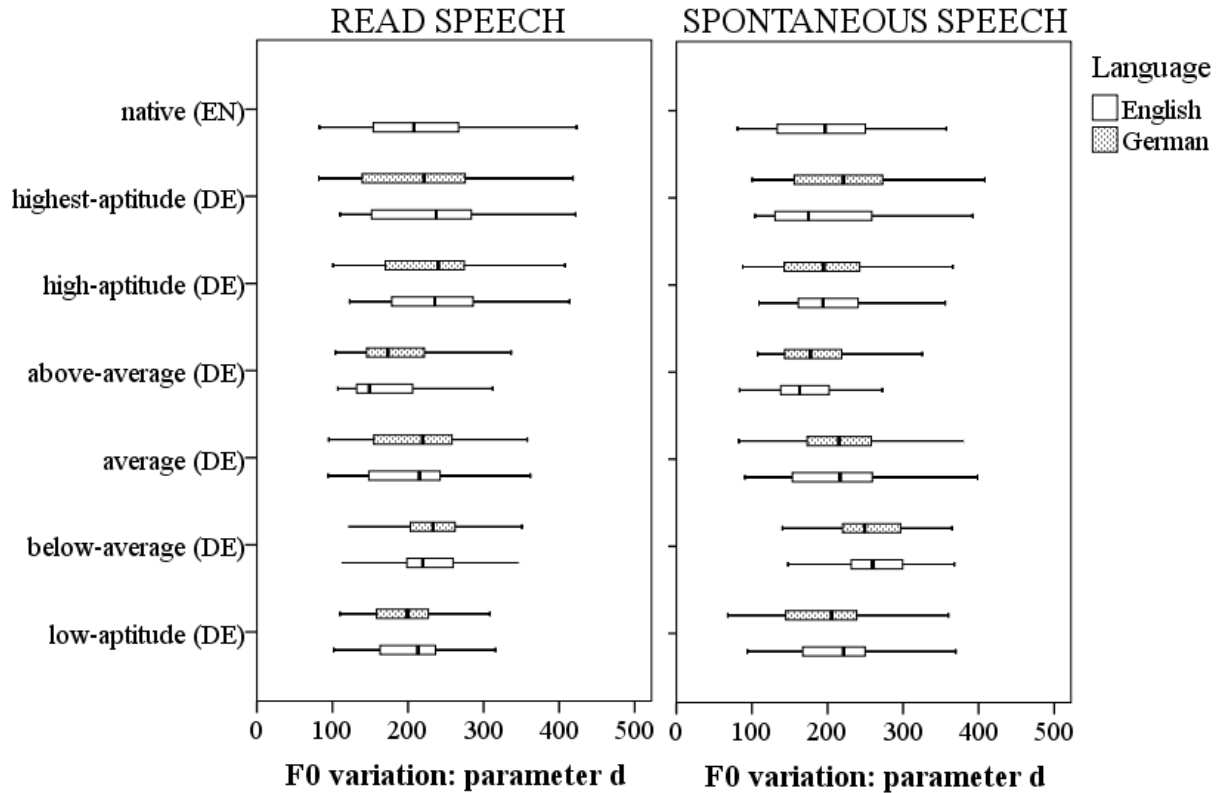 READ SPEECH
SPONTANEOUS SPEECH
Language
English
German
native (EN)
highest-aptitude (DE)
high-aptitude (DE)
above-average (DE)
average (DE)
below-average (DE)
low-aptitude (DE)
0 100 200 300 400 500
0 100 200 300 400 500
F0 variation: parameter d
F0 variation: parameter d